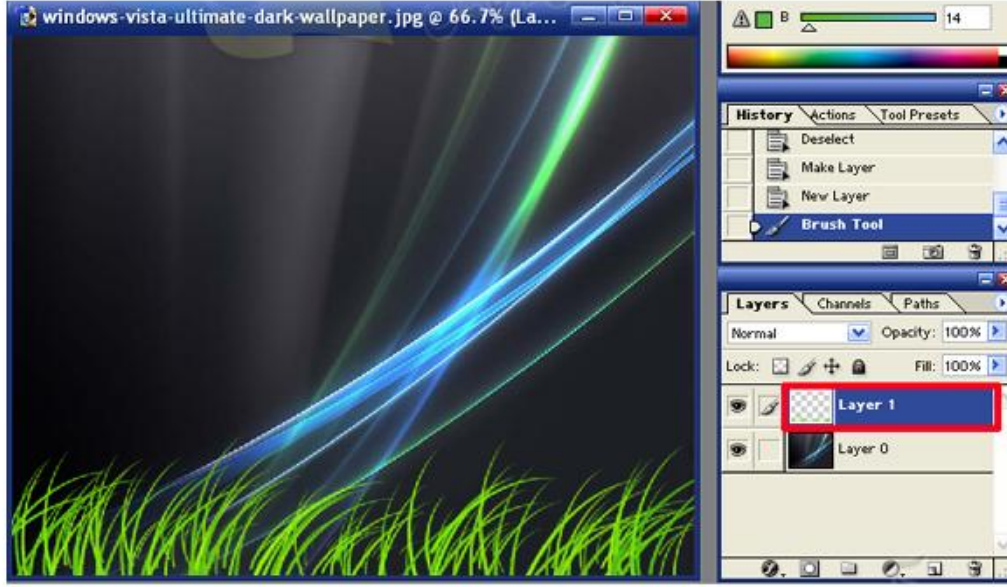 windows-vista-ultimate-dark-wallpaper.jpg @ 66.7% (La...
B 14
History Actions Tool Presets
Deselect
Make Layer
New Layer
Brush Tool
Layers Channels Paths
Normal Opacity: 100%
Lock: Fill: 100%
Layer 1
Layer 0